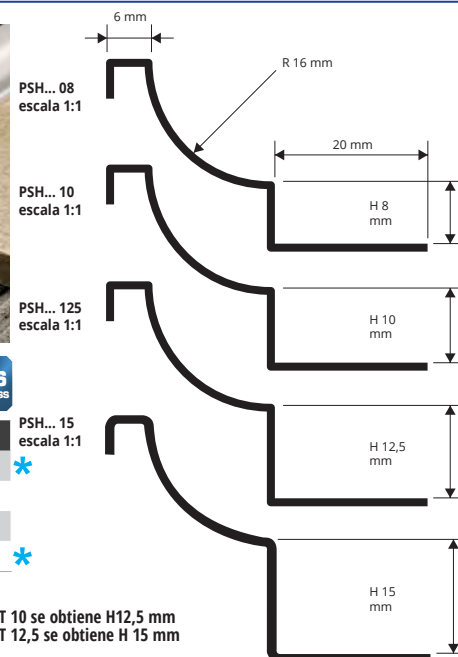 6 mm
PSH... 08
escala 1:1
R 16 mm
20 mm
H 8
mm
PSH... 10
escala 1:1
H 10
mm
PSH... 125
escala 1:1
H 12,5
mm
PSH... 15
escala 1:1
*
*
H 15
mm
T 10 se obtiene H12,5 mm
T 12,5 se obtiene H 15 mm